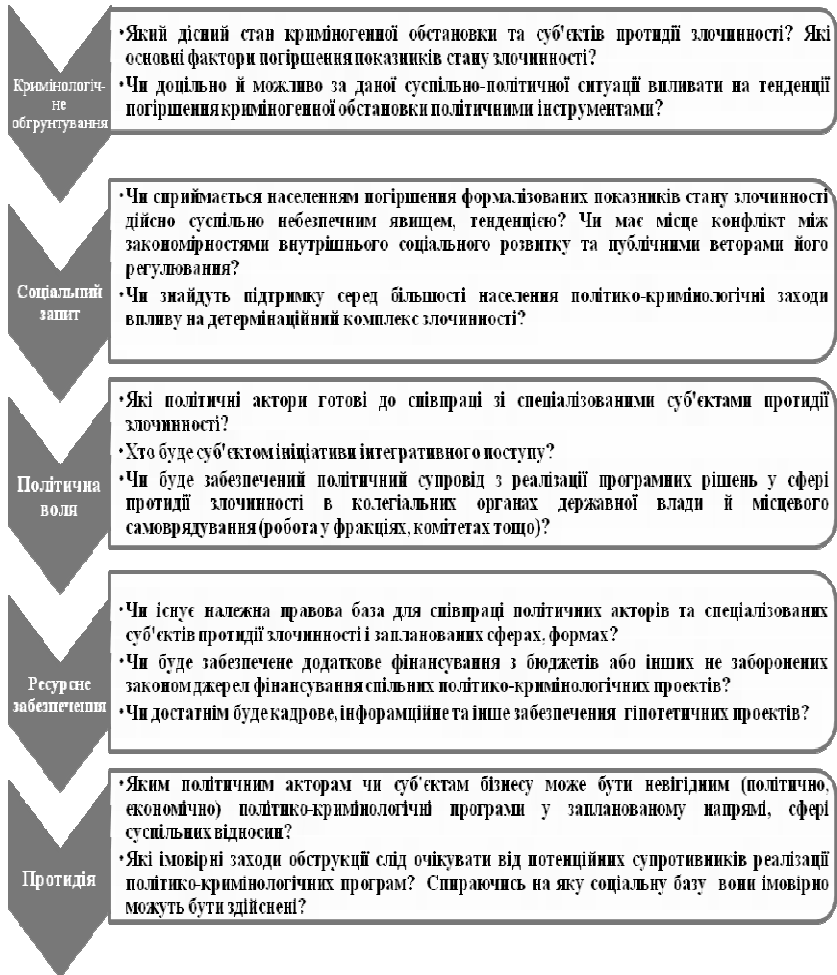 Кримінологіч-
не
обгрунтування
•Який дісний стан криміногенної обстановки та суб'єктів протидії злочинності? Які
основні фактори погіршення показників стану злочинності?
•Чи доцільно й можливо за даної суспільно-політичної ситуації впливати на тенденції
погіршення криміногенної обстановки політичними інструментами?
Соціальний
запит
•Чи сприймається населенням погіршення формалізованих показників стану злочинності
дійсно суспільно небезпечним явищем, тенденцією? Чи має місце конфлікт між
закономірностями внутрішнього соціального розвитку та публічними веторами його
регулювання?
•Чи знайдуть підтримку серед більшості населення політико-кримінологічні заходи
впливу на детермінаційний комплекс злочинності?
Політична
воля
•Які політичні актори готові до співпраці зі спеціалізованими суб'єктами протидії
злочинності?
•Хто буде суб'єктом ініціативи інтегративного поступу?
•Чи буде забезпечений політичний супровід з реалізації програмних рішень у сфері
протидії злочинності в колегіальних органах державної влади й місцевого
самоврядування (робота у фракціях, комітетах тощо)?
Ресурсне
забезпечення
•Чи існує належна правова база для співпраці політичних акторів та спеціалізованих
суб'єктів протидії злочинності і запланованих сферах, формах?
•Чи буде забезпечене додаткове фінансування з бюджетів або інших не заборонених
законом джерел фінансування спільних політико-кримінологічних проектів?
•Чи достатнім буде кадрове, інфорамційне та інше забезпечення гіпотетичних проектів?
Протидія
•Яким політичним акторам чи суб'єктам бізнесу може бути невігідним (політично,
економічно) політико-кримінологічні програми у запланованому напрямі, сфері
суспільних відносин?
•Які імовірні заходи обструкції слід очікувати від потенційних супротивників реалізації
політико-кримінологічних програм? Спираючись на яку соціальну базу вони імовірно
можуть бути здійснені?